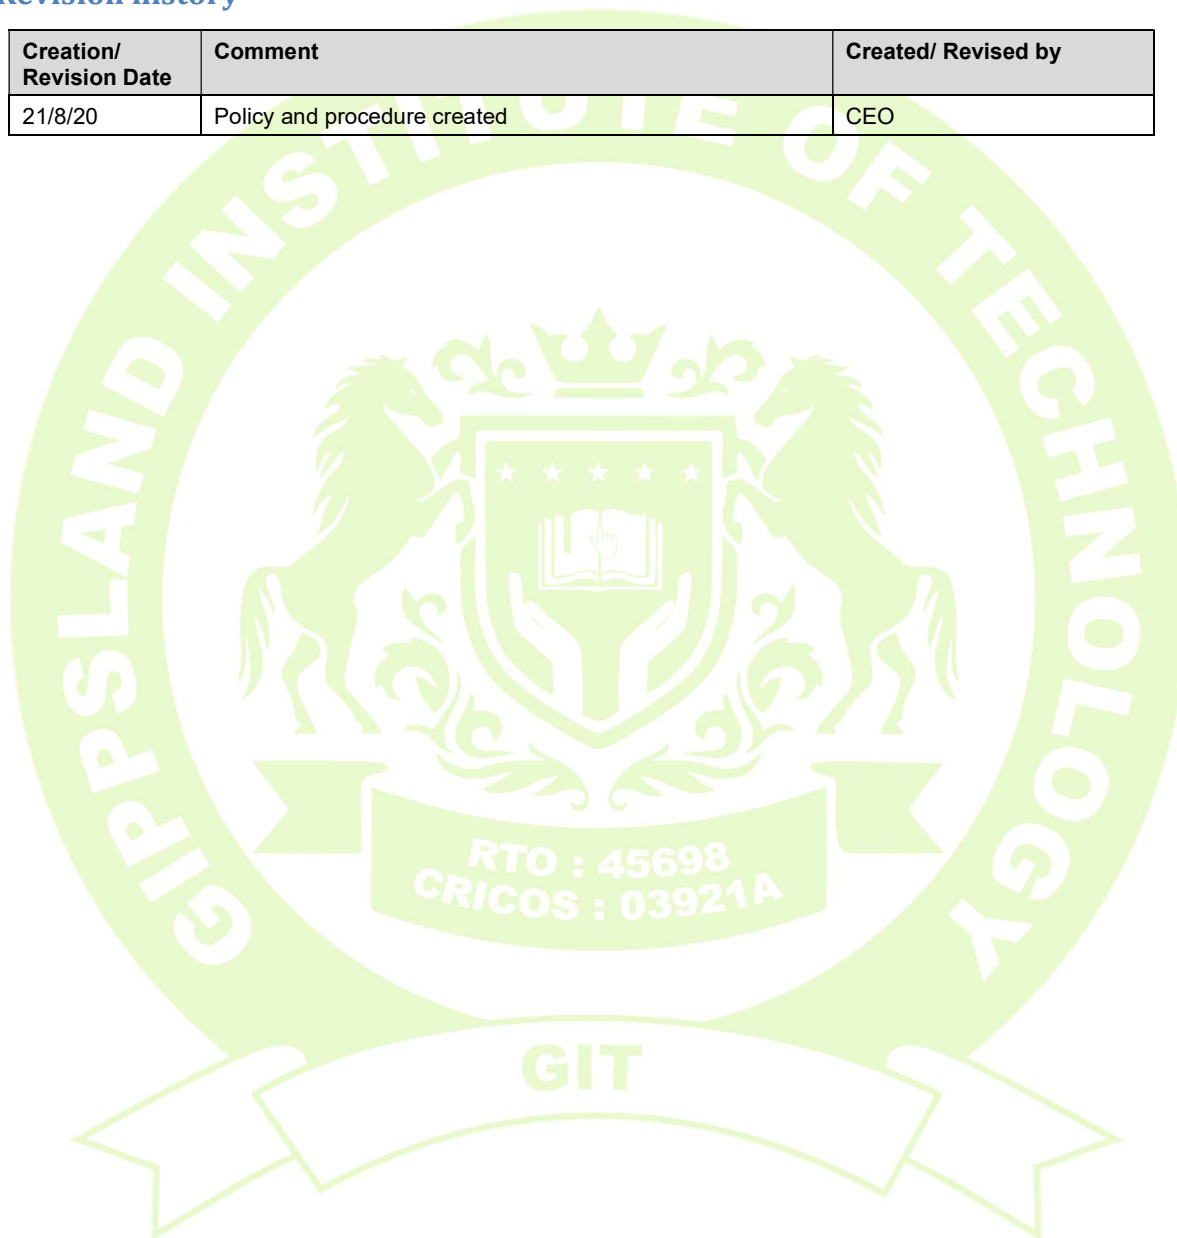 Revision history
Creation/ Revision Date Comment Created/ Revised by
21/8/20 Policy and procedure created CEO
GIPPSLAND INSTITUTE OF TECHNOLOGY
RTO : 45698
CRICOS : 03921A
GIT